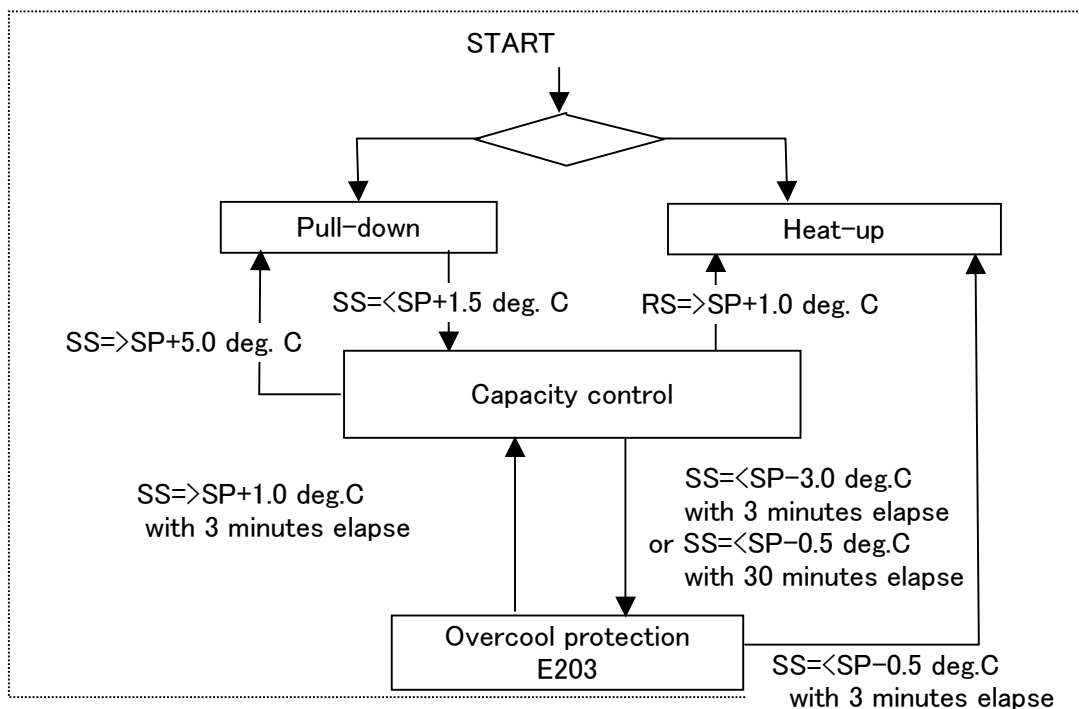 START
Pull-down
Heat-up
SS=<SP+1.5 deg. C
RS=>SP+1.0 deg. C
SS=>SP+5.0 deg. C
Capacity control
SS=>SP+1.0 deg.C
with 3 minutes elapse
SS=<SP-3.0 deg.C
with 3 minutes elapse
or SS=<SP-0.5 deg.C
with 30 minutes elapse
Overcool protection
E203
SS=<SP-0.5 deg.C
with 3 minutes elapse